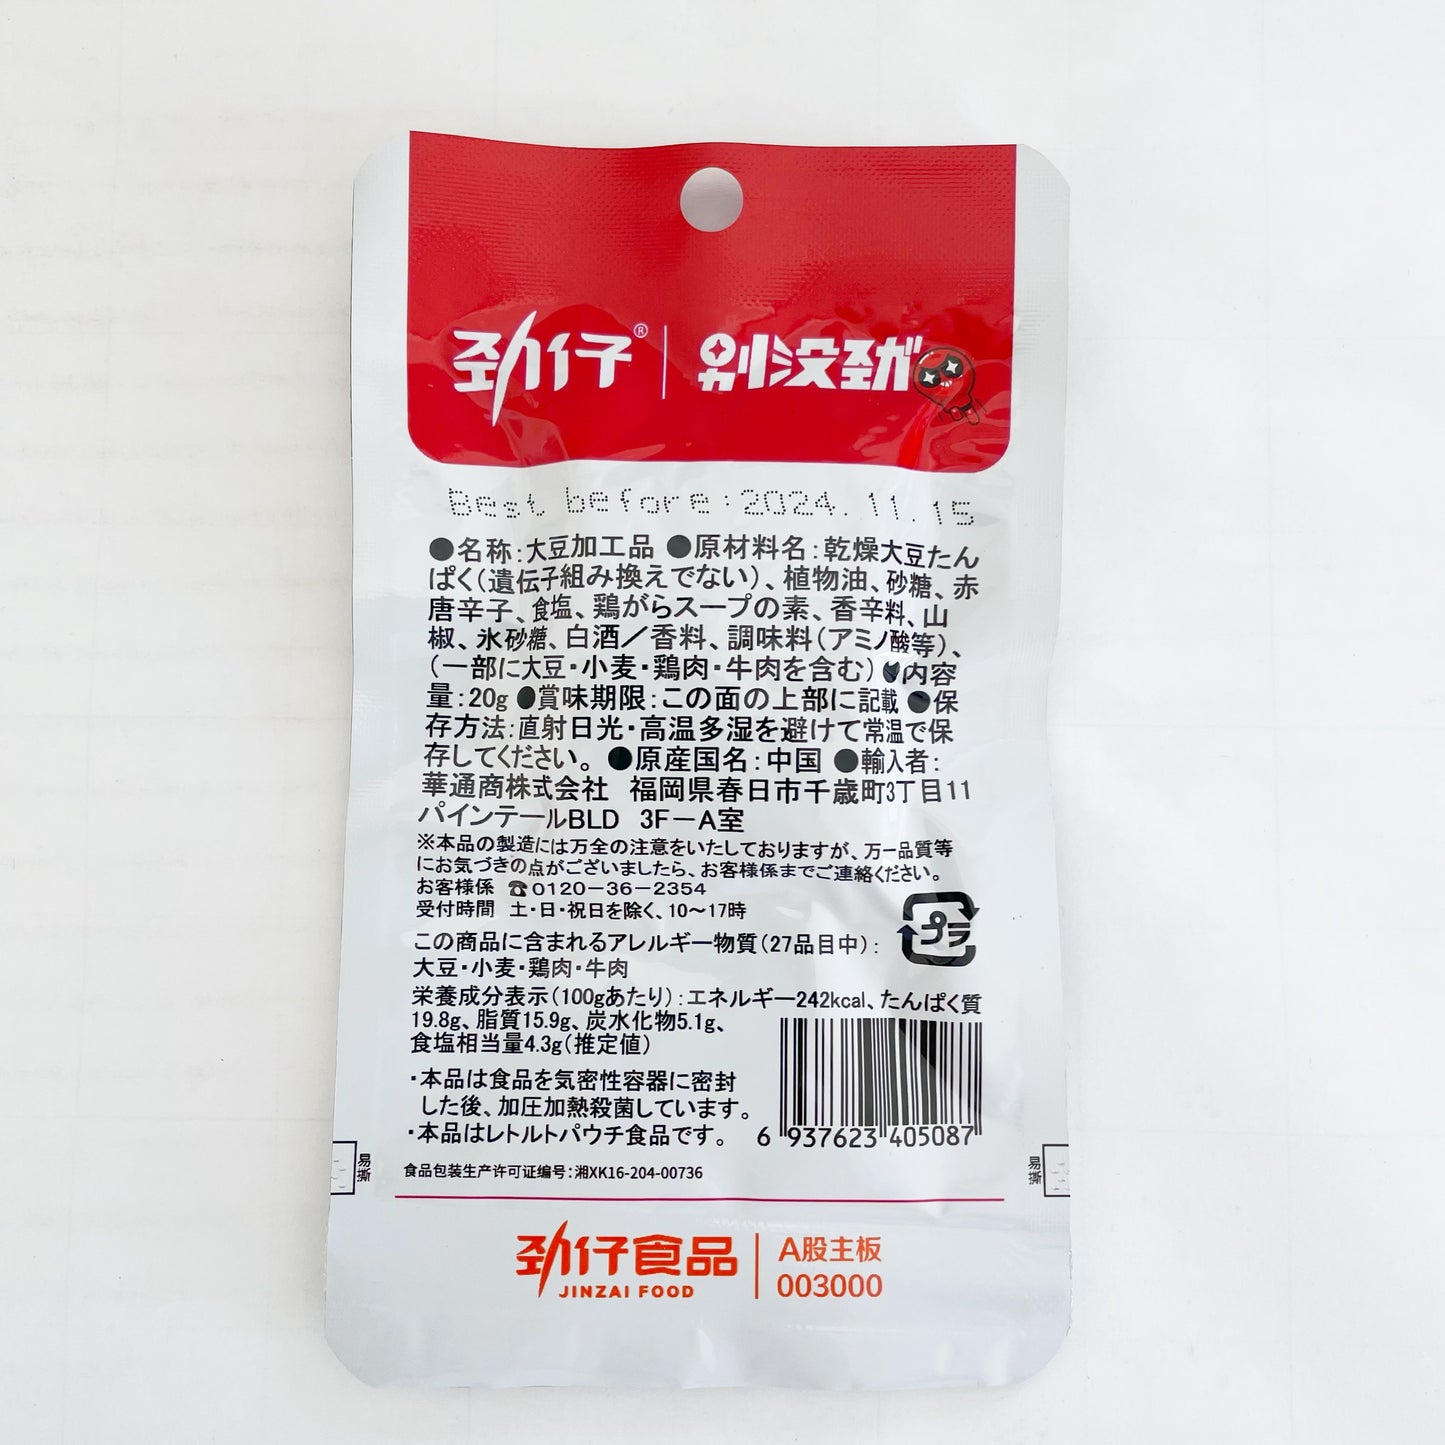 劲仔® 别没劲
Best before:2024.11.15
●名称:大豆加工品 ●原材料名:乾燥大豆たん
ぱく(遺伝子組み換えでない)、植物油、砂糖、赤
唐辛子、食塩、鶏がらスープの素、香辛料、山
椒、氷砂糖、白酒/香料、調味料(アミノ酸等)、
(一部に大豆・小麦・鶏肉・牛肉を含む) ●内容
量:20g ●賞味期限:この面の上部に記載 ●保
存方法:直射日光・高温多湿を避けて常温で保
存してください。 ●原産国名:中国 ●輸入者:
華通商株式会社 福岡県春日市千歳町3丁目11
パインテールBLD 3F-A室
※本品の製造には万全の注意をいたしておりますが、万一品質等
にお気づきの点がございましたら、お客様係までご連絡ください。
お客様係 ☎0120-36-2354
受付時間 土・日・祝日を除く、10~17時
プラ
この商品に含まれるアレルギー物質(27品目中):
大豆・小麦・鶏肉・牛肉
栄養成分表示(100gあたり):エネルギー242kcal、たんぱく質
19.8g、脂質15.9g、炭水化物5.1g、
食塩相当量4.3g(推定値)
・本品は食品を気密性容器に密封
した後、加圧加熱殺菌しています。
・本品はレトルトパウチ食品です。
6 937623 405087
易撕
易撕
食品包装生产许可证编号:湘XK16-204-00736
劲仔食品
JINZAI FOOD
A股主板
003000